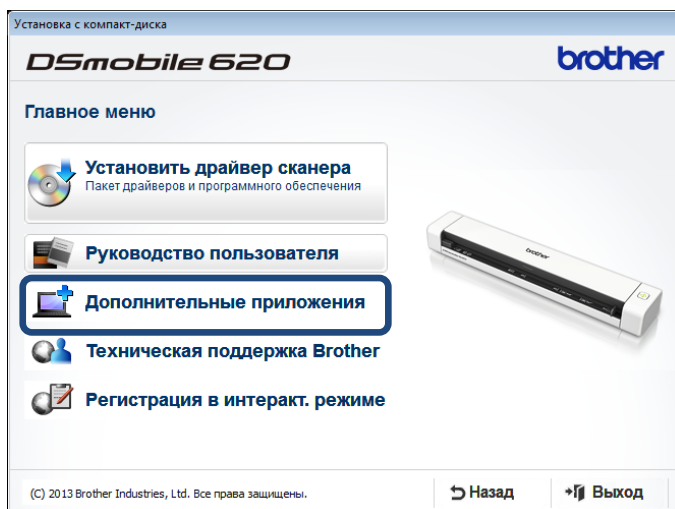 Установка с компакт-диска
DSmobile 620
brother
Главное меню
Установить драйвер сканера
Пакет драйверов и программного обеспечения
Руководство пользователя
brother
Дополнительные приложения
Техническая поддержка Brother
Регистрация в интеракт. режиме
(C) 2013 Brother Industries, Ltd. Все права защищены.
Назад
Выход